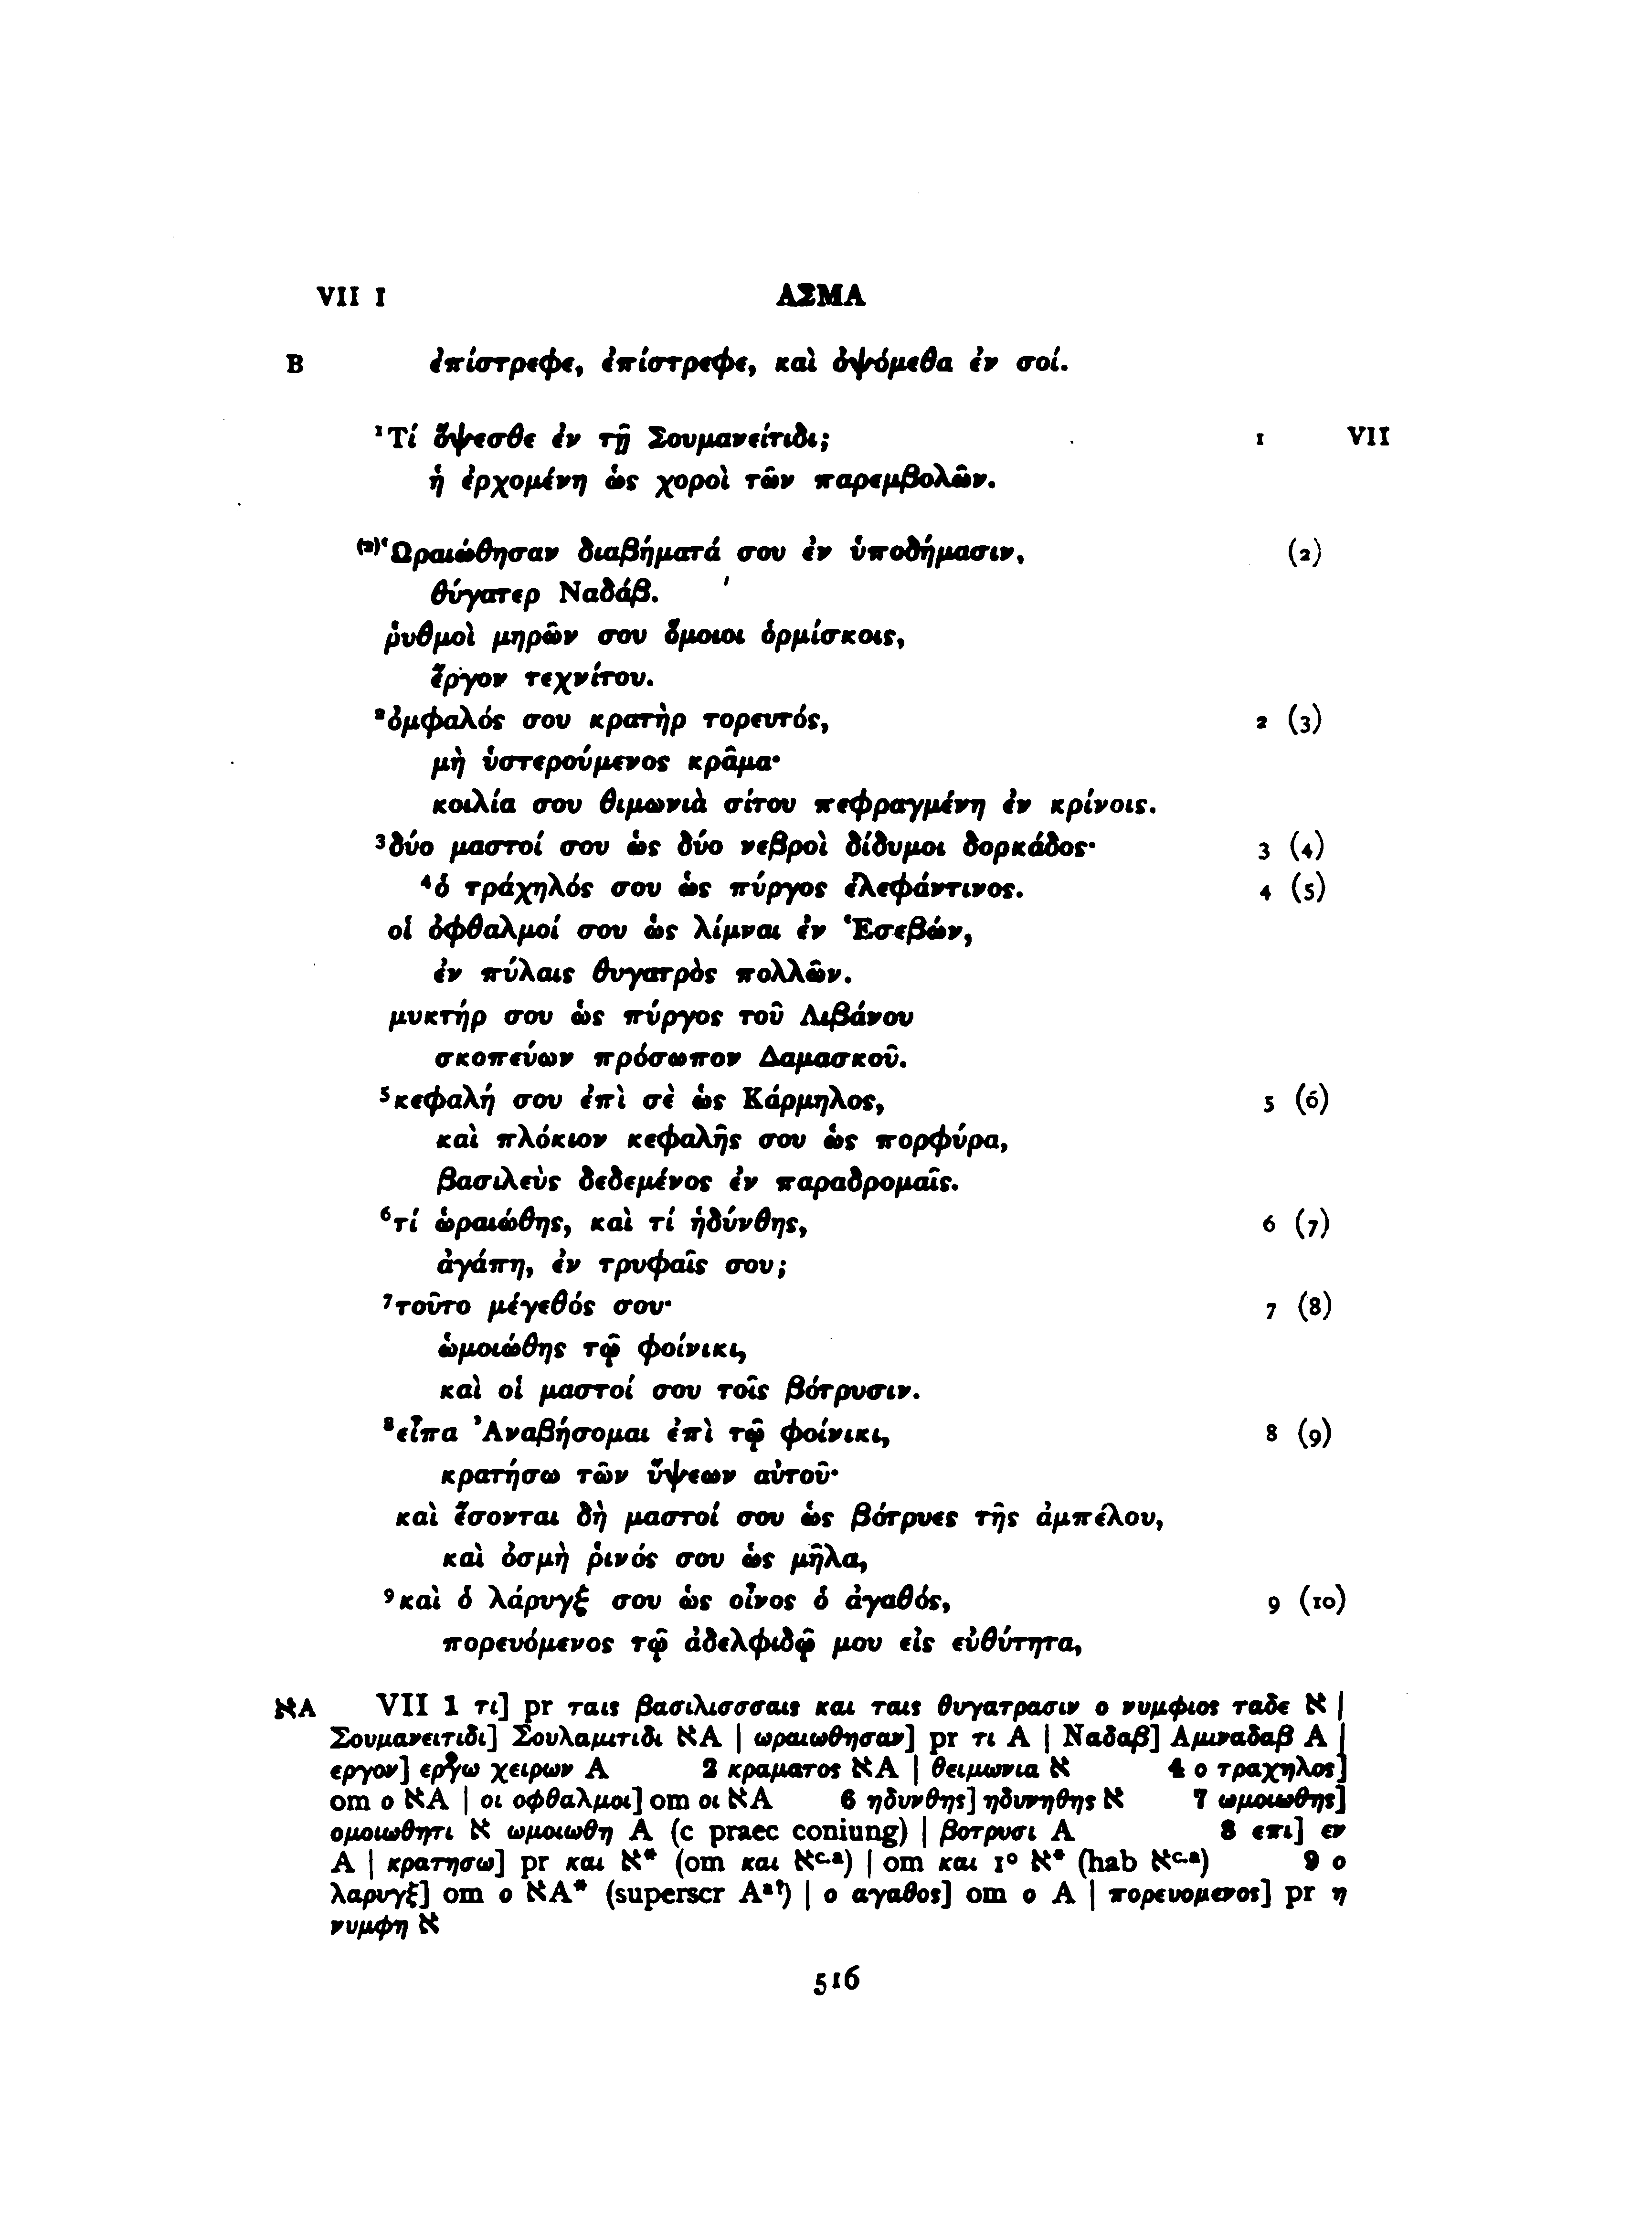 VII 1 ΑΣΜΑ
B ἐπίστρεφε, ἐπίστρεφε, καὶ ὀψόμεθα ἐν σοί.
¹Τί ὄψεσθε ἐν τῇ Σουμανείτιδι; 1 VII
ἡ ἐρχομένη ὡς χοροὶ τῶν παρεμβολῶν.
⁽²⁾Ὡραιώθησαν διαβήματά σου ἐν ὑποδήμασιν, (2)
θύγατερ Ναδάβ.
ῥυθμοὶ μηρῶν σου ὅμοιοι ὁρμίσκοις,
ἔργον τεχνίτου.
²ὀμφαλός σου κρατὴρ τορευτός, 2 (3)
μὴ ὑστερούμενος κρᾶμα·
κοιλία σου θιμωνιὰ σίτου πεφραγμένη ἐν κρίνοις.
³δύο μαστοί σου ὡς δύο νεβροὶ δίδυμοι δορκάδος· 3 (4)
⁴ὁ τράχηλός σου ὡς πύργος ἐλεφάντινος. 4 (5)
οἱ ὀφθαλμοί σου ὡς λίμναι ἐν Ἐσεβών,
ἐν πύλαις θυγατρὸς πολλῶν.
μυκτήρ σου ὡς πύργος τοῦ Λιβάνου
σκοπεύων πρόσωπον Δαμασκοῦ.
⁵κεφαλή σου ἐπὶ σὲ ὡς Κάρμηλος, 5 (6)
καὶ πλόκιον κεφαλῆς σου ὡς πορφύρα,
βασιλεὺς δεδεμένος ἐν παραδρομαῖς.
⁶τί ὡραιώθης, καὶ τί ἡδύνθης, 6 (7)
ἀγάπη, ἐν τρυφαῖς σου;
⁷τοῦτο μέγεθός σου· 7 (8)
ὡμοιώθης τῷ φοίνικι,
καὶ οἱ μαστοί σου τοῖς βότρυσιν.
⁸εἶπα Ἀναβήσομαι ἐπὶ τῷ φοίνικι, 8 (9)
κρατήσω τῶν ὕψεων αὐτοῦ·
καὶ ἔσονται δὴ μαστοί σου ὡς βότρυες τῆς ἀμπέλου,
καὶ ὀσμὴ ῥινός σου ὡς μῆλα,
⁹καὶ ὁ λάρυγξ σου ὡς οἶνος ὁ ἀγαθός, 9 (10)
πορευόμενος τῷ ἀδελφιδῷ μου εἰς εὐθύτητα,
אA VII 1 τι] pr ταις βασιλισσσαις και ταις θυγατρασιν ο νυμφιος ταδε א |
Σουμανειτιδι] Σουλαμιτιδι אA | ωραιωθησαν] pr τι A | Ναδαβ] Αμιναδαβ A |
εργον] εργω χειρων A 2 κραματος אA | θειμωνια א 4 ο τραχηλος]
om ο אA | οι οφθαλμοι] om οι אA 6 ηδυνθης] ηδυνηθης א 7 ωμοιωθης]
ομοιωθητι א ωμοιωθη A (c praec coniung) | βοτρυσι A 8 επι] εν
A | κρατησω] pr και א* (om και אᶜ·ᵃ) | om και 1° א* (hab אᶜ·ᵃ) 9 ο
λαρυγξ] om ο אA* (superscr Aᵃ?) | ο αγαθος] om ο A | πορευομενος] pr η
νυμφη א
516